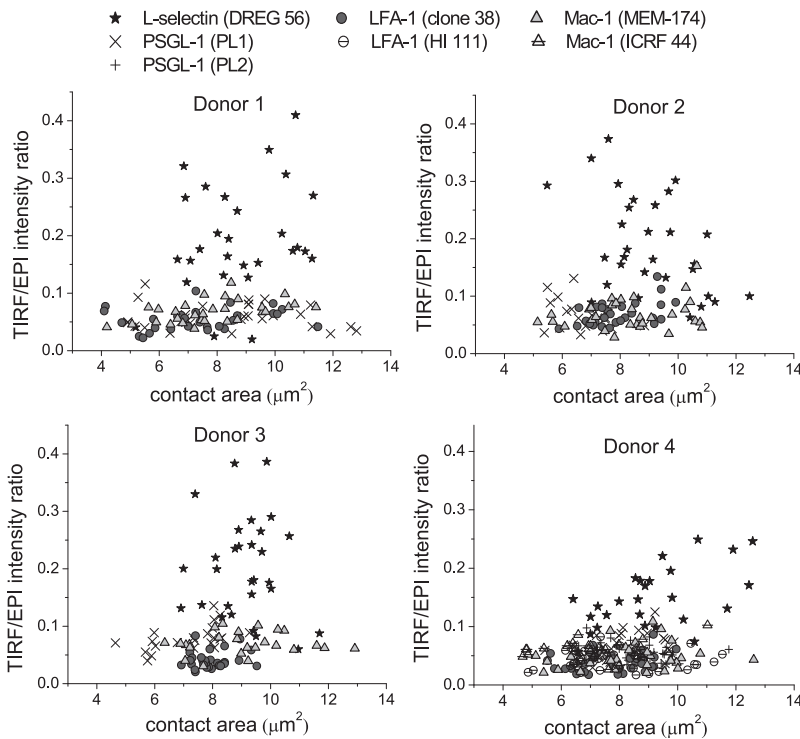 L-selectin (DREG 56)
LFA-1 (clone 38)
Mac-1 (MEM-174)
PSGL-1 (PL1)
LFA-1 (HI 111)
Mac-1 (ICRF 44)
PSGL-1 (PL2)
Donor 1
TIRF/EPI intensity ratio
0.4
0.3
0.2
0.1
0.0
4 6 8 10 12 14
contact area (μm²)
Donor 2
TIRF/EPI intensity ratio
0.4
0.3
0.2
0.1
0.0
4 6 8 10 12 14
contact area (μm²)
Donor 3
TIRF/EPI intensity ratio
0.4
0.3
0.2
0.1
0.0
4 6 8 10 12 14
contact area (μm²)
Donor 4
TIRF/EPI intensity ratio
0.4
0.3
0.2
0.1
0.0
4 6 8 10 12 14
contact area (μm²)